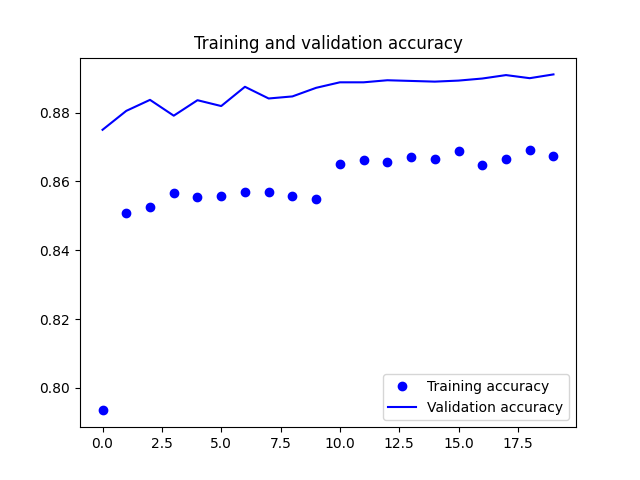 Training and validation accuracy
0.88
0.86
0.84
0.82
0.80
0.0 2.5 5.0 7.5 10.0 12.5 15.0 17.5
Training accuracy
Validation accuracy